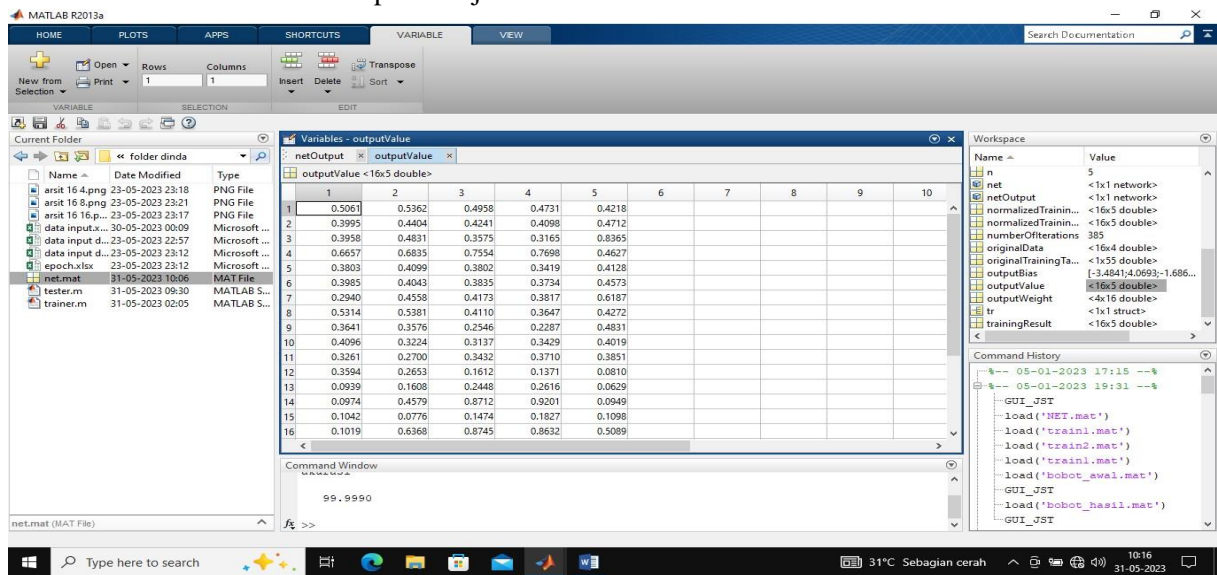 MATLAB R2013a
HOME PLOTS APPS SHORTCUTS VARIABLE VIEW
Search Documentation
New from Selection
Open
Print
Rows
1
Columns
1
Insert
Delete
Transpose
Sort
VARIABLE SELECTION EDIT
Current Folder
« folder dinda
Name Date Modified Type
arsit 16 4.png 23-05-2023 23:18 PNG File
arsit 16 8.png 23-05-2023 23:21 PNG File
arsit 16 16.p... 23-05-2023 23:17 PNG File
data input.x... 30-05-2023 00:09 Microsoft ...
data input d... 23-05-2023 22:57 Microsoft ...
data input d... 23-05-2023 23:12 Microsoft ...
epoch.xlsx 23-05-2023 23:12 Microsoft ...
net.mat 31-05-2023 10:06 MAT File
tester.m 31-05-2023 09:30 MATLAB S...
trainer.m 31-05-2023 02:05 MATLAB S...
net.mat (MAT File)
Variables - outputValue
netOutput outputValue
outputValue <16x5 double>
1 2 3 4 5 6 7 8 9 10
1 0.5061 0.5362 0.4958 0.4731 0.4218
2 0.3995 0.4404 0.4241 0.4098 0.4712
3 0.3958 0.4831 0.3575 0.3165 0.8365
4 0.6657 0.6835 0.7554 0.7698 0.4627
5 0.3803 0.4099 0.3802 0.3419 0.4128
6 0.3985 0.4043 0.3835 0.3734 0.4573
7 0.2940 0.4558 0.4173 0.3817 0.6187
8 0.5314 0.5381 0.4110 0.3647 0.4272
9 0.3641 0.3576 0.2546 0.2287 0.4831
10 0.4096 0.3224 0.3137 0.3429 0.4019
11 0.3261 0.2700 0.3432 0.3710 0.3851
12 0.3594 0.2653 0.1612 0.1371 0.0810
13 0.0939 0.1608 0.2448 0.2616 0.0629
14 0.0974 0.4579 0.8712 0.9201 0.0949
15 0.1042 0.0776 0.1474 0.1827 0.1098
16 0.1019 0.6368 0.8745 0.8632 0.5089
Command Window
99.9990
fx >>
Workspace
Name Value
n 5
net <1x1 network>
netOutput <1x1 network>
normalizedTrainin... <16x5 double>
normalizedTrainin... <16x5 double>
numberOfIterations 385
originalData <16x4 double>
originalTrainingTa... <1x55 double>
outputBias [-3.4841;4.0693;-1.686...
outputValue <16x5 double>
outputWeight <4x16 double>
tr <1x1 struct>
trainingResult <16x5 double>
Command History
%-- 05-01-2023 17:15 --%
%-- 05-01-2023 19:31 --%
GUI_JST
load('NET.mat')
load('train1.mat')
load('train2.mat')
load('train1.mat')
load('bobot_awal.mat')
GUI_JST
load('bobot_hasil.mat')
GUI_JST
Type here to search
31°C Sebagian cerah
10:16
31-05-2023